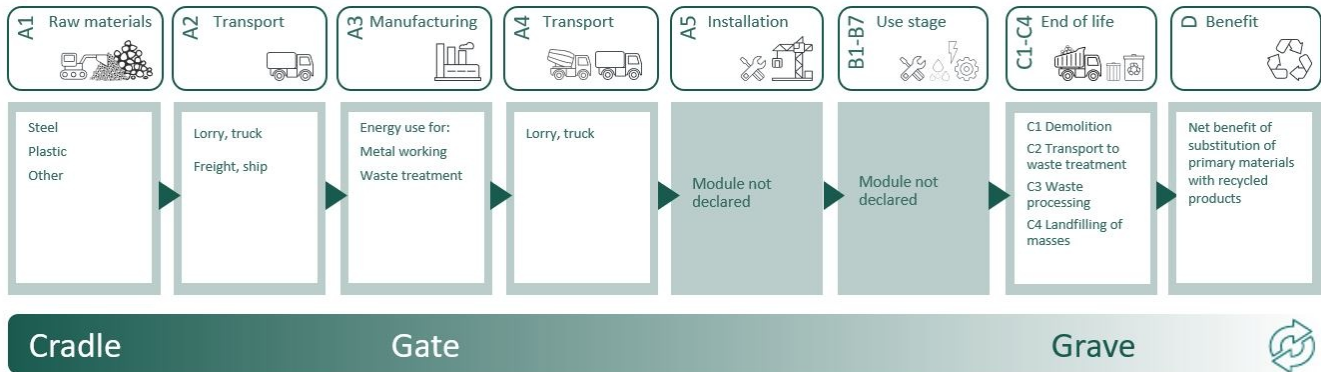 A1 Raw materials
A2 Transport
A3 Manufacturing
A4 Transport
A5 Installation
B1-B7 Use stage
C1-C4 End of life
D Benefit
Steel
Plastic
Other
Lorry, truck
Freight, ship
Energy use for:
Metal working
Waste treatment
Lorry, truck
Module not
declared
Module not
declared
C1 Demolition
C2 Transport to
waste treatment
C3 Waste
processing
C4 Landfilling of
masses
Net benefit of
substitution of
primary materials
with recycled
products
Cradle
Gate
Grave